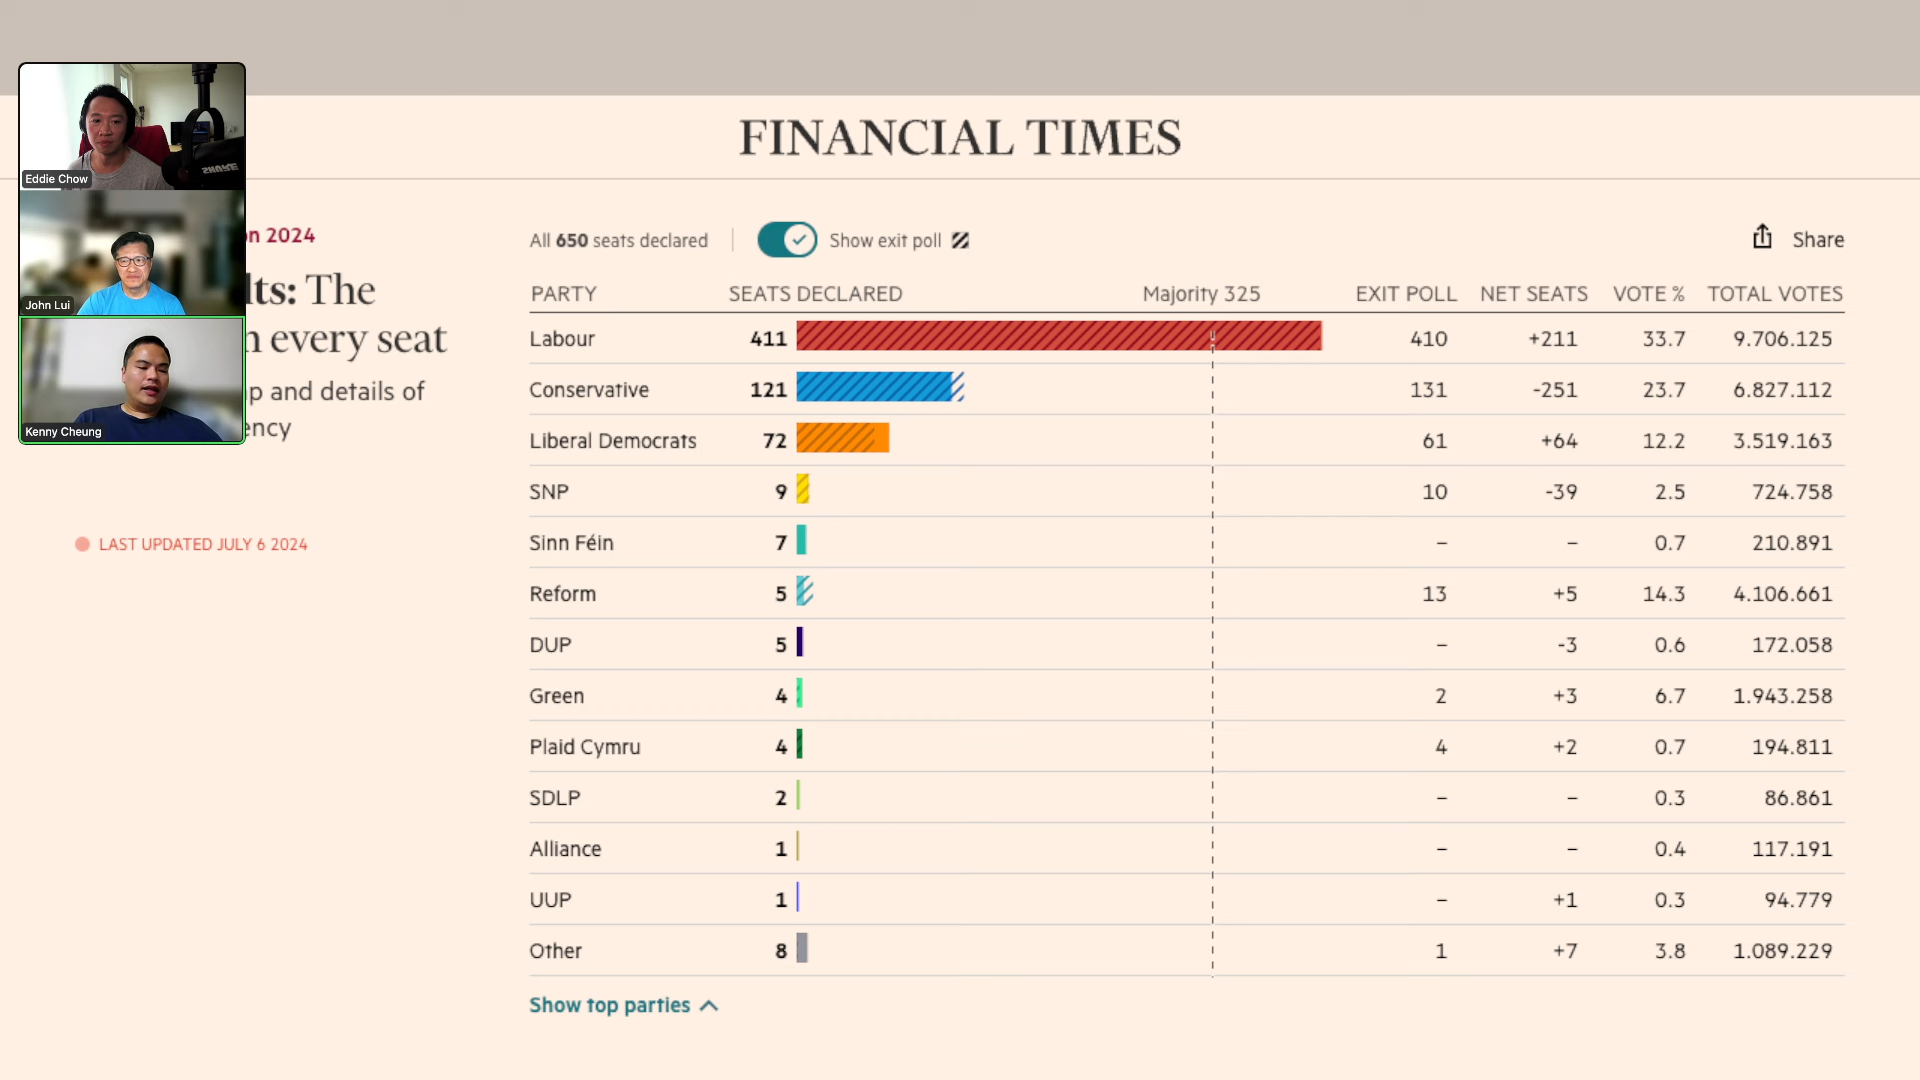 FINANCIAL TIMES
SHURE
Eddie Chow
John Lui
Kenny Cheung
n 2024
lts: The
n every seat
p and details of
ency
LAST UPDATED JULY 6 2024
All 650 seats declared
Show exit poll
Share
PARTY SEATS DECLARED Majority 325 EXIT POLL NET SEATS VOTE % TOTAL VOTES
Labour 411 410 +211 33.7 9.706.125
Conservative 121 131 -251 23.7 6.827.112
Liberal Democrats 72 61 +64 12.2 3.519.163
SNP 9 10 -39 2.5 724.758
Sinn Féin 7 – – 0.7 210.891
Reform 5 13 +5 14.3 4.106.661
DUP 5 – -3 0.6 172.058
Green 4 2 +3 6.7 1.943.258
Plaid Cymru 4 4 +2 0.7 194.811
SDLP 2 – – 0.3 86.861
Alliance 1 – – 0.4 117.191
UUP 1 – +1 0.3 94.779
Other 8 1 +7 3.8 1.089.229
Show top parties